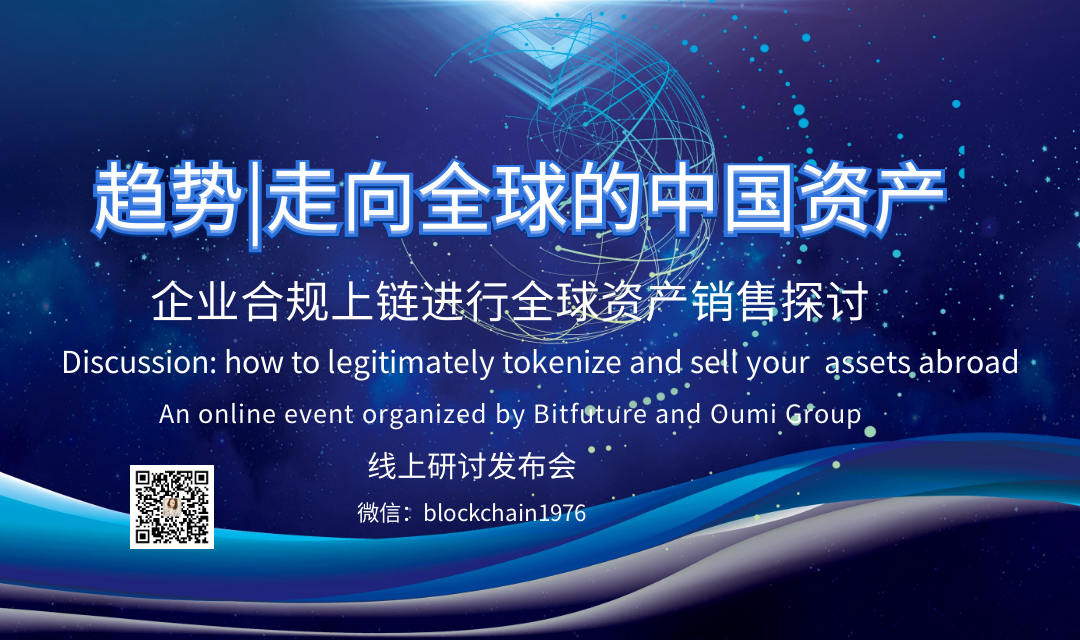 趋势|走向全球的中国资产
企业合规上链进行全球资产销售探讨
Discussion: how to legitimately tokenize and sell your assets abroad
An online event organized by Bitfuture and Oumi Group
线上研讨发布会
微信：blockchain1976